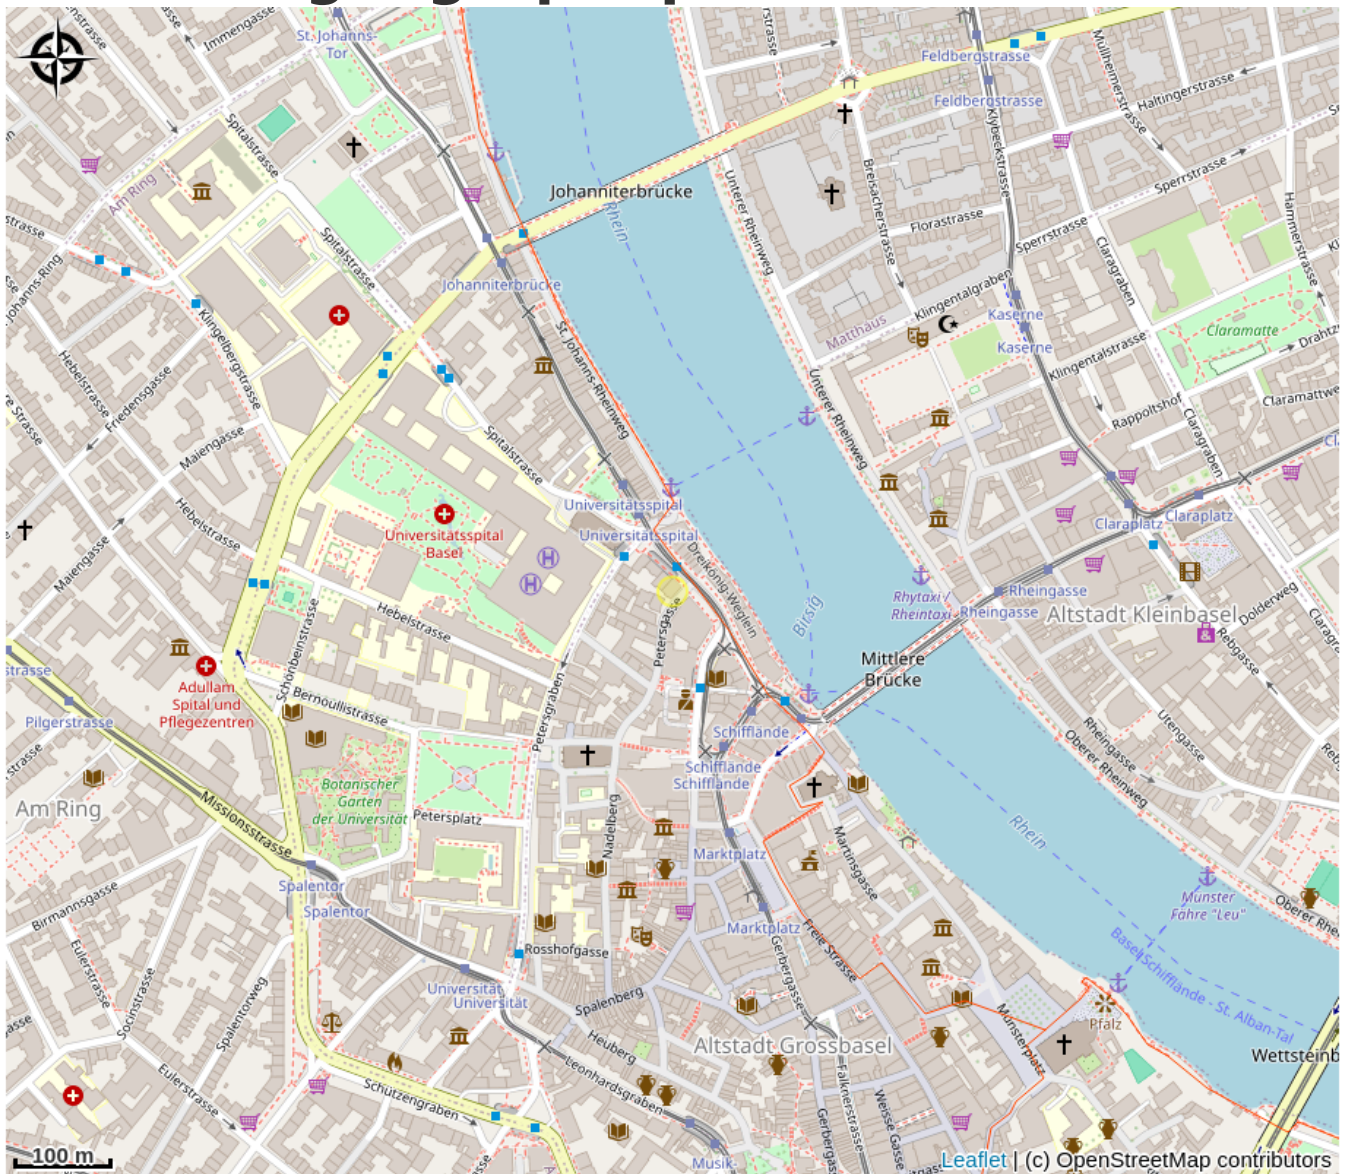 Immengasse
St. Johanns-
Tor
Feldbergstrasse
Feldbergstrasse
Müllheimerstrasse
Haltingerstrasse
Klybeckstrasse
Spitalstrasse
Am Ring
Johanniterbrücke
Rhein
Unterer Rheinweg
Breisacherstrasse
Sperrstrasse
Florastrasse
Sperrstrasse
Hammerstrasse
Claragraben
Spitalstrasse
Johanniterbrücke
Klingentalgraben
Kaserne
Kaserne
Matthäus
Claramatte
Klingentalstrasse
Klingelbergstrasse
Hebelstrasse
Friedensgasse
St. Johanns-Rheinweg
Unterer Rheinweg
Rappoltshof
Claragraben
Maiengasse
Spitalstrasse
Hebelstrasse
Universitätsspital
Basel
Universitätsspital
Universitätsspital
Claraplatz
Claraplatz
Maiengasse
Dreikönig-Weglein
Rhytaxi /
Rheintaxi
Rheingasse
Rheingasse
Altstadt Kleinbasel
Dolderweg
Rebgasse
Birsig
Hebelstrasse
Petersgasse
Schönbeinstrasse
Mittlere
Brücke
Adullam
Spital und
Pflegezentren
Pilgerstrasse
Bernoullistrasse
Petersgraben
Schifflände
Schifflände
Schifflände
Rheingasse
Utengasse
Oberer Rheinweg
Am Ring
Botanischer
Garten
der Universität
Petersplatz
Missionsstrasse
Nadelberg
Marktplatz
Martinsgasse
Rhein
Spalentor
Spalentor
Birmannsgasse
Münster
Fähre "Leu"
Marktplatz
Freie Strasse
Gerbergasse
Eulerstrasse
Socinstrasse
Spalentorweg
Rosshofgasse
Universität
Universität
Spalenberg
Basel Schifflände - St. Alban-Tal
Pfalz
Münsterplatz
Heuberg
Altstadt Grossbasel
Leonhardsgraben
Falknerstrasse
Weisse Gasse
Eulerstrasse
Schützengraben
Musik-
100 m
Leaflet | (c) OpenStreetMap contributors